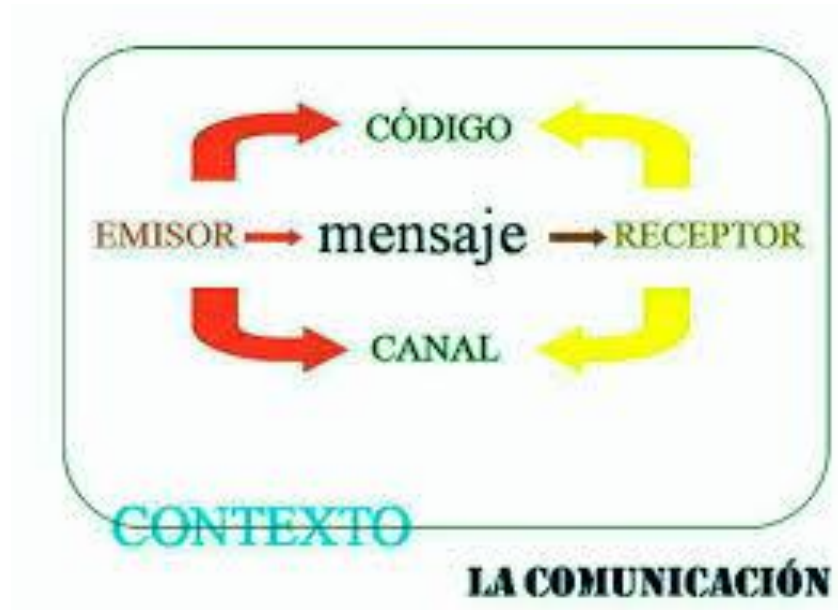 CÓDIGO
EMISOR mensaje RECEPTOR
CANAL
CONTEXTO
LA COMUNICACIÓN